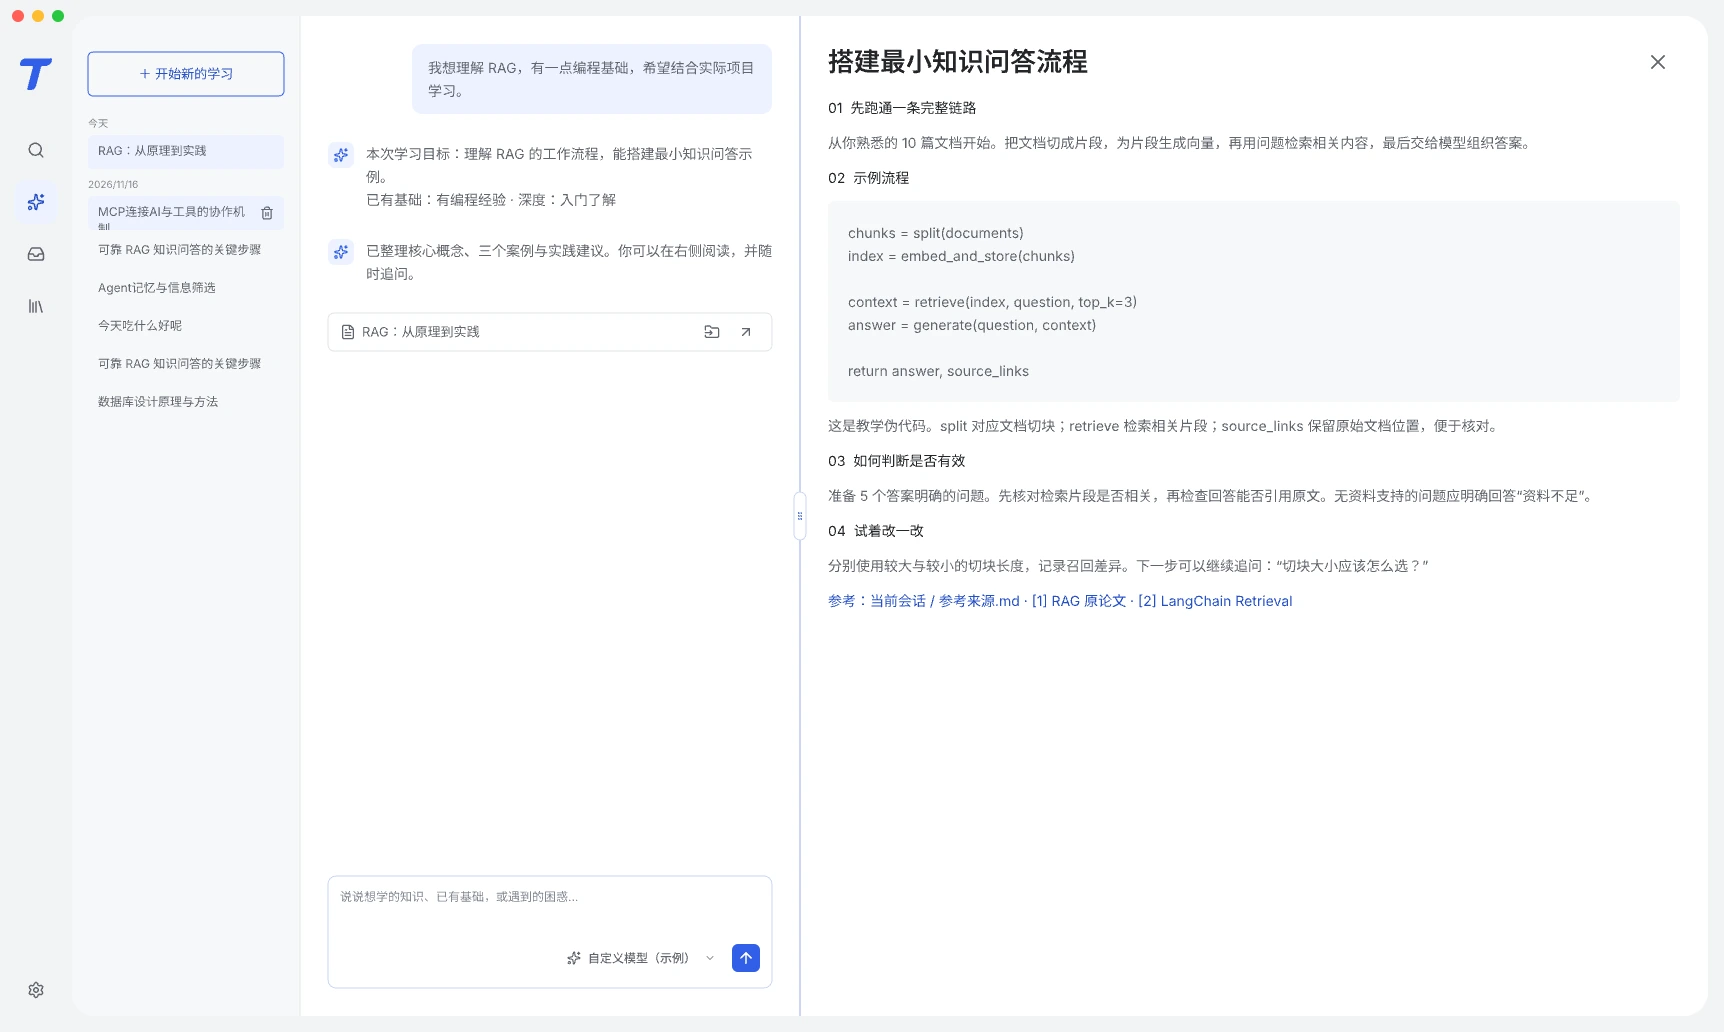 T
+ 开始新的学习
今天
RAG：从原理到实践
2026/11/16
MCP连接AI与工具的协作机
制
可靠 RAG 知识问答的关键步骤
Agent记忆与信息筛选
今天吃什么好呢
可靠 RAG 知识问答的关键步骤
数据库设计原理与方法
我想理解 RAG，有一点编程基础，希望结合实际项目
学习。
本次学习目标：理解 RAG 的工作流程，能搭建最小知识问答示
例。
已有基础：有编程经验 · 深度：入门了解
已整理核心概念、三个案例与实践建议。你可以在右侧阅读，并随
时追问。
RAG：从原理到实践
说说想学的知识、已有基础，或遇到的困惑...
自定义模型（示例）
搭建最小知识问答流程
01 先跑通一条完整链路
从你熟悉的 10 篇文档开始。把文档切成片段，为片段生成向量，再用问题检索相关内容，最后交给模型组织答案。
02 示例流程
chunks = split(documents)
index = embed_and_store(chunks)
context = retrieve(index, question, top_k=3)
answer = generate(question, context)
return answer, source_links
这是教学伪代码。split 对应文档切块；retrieve 检索相关片段；source_links 保留原始文档位置，便于核对。
03 如何判断是否有效
准备 5 个答案明确的问题。先核对检索片段是否相关，再检查回答能否引用原文。无资料支持的问题应明确回答“资料不足”。
04 试着改一改
分别使用较大与较小的切块长度，记录召回差异。下一步可以继续追问：“切块大小应该怎么选？”
参考：当前会话 / 参考来源.md · [1] RAG 原论文 · [2] LangChain Retrieval